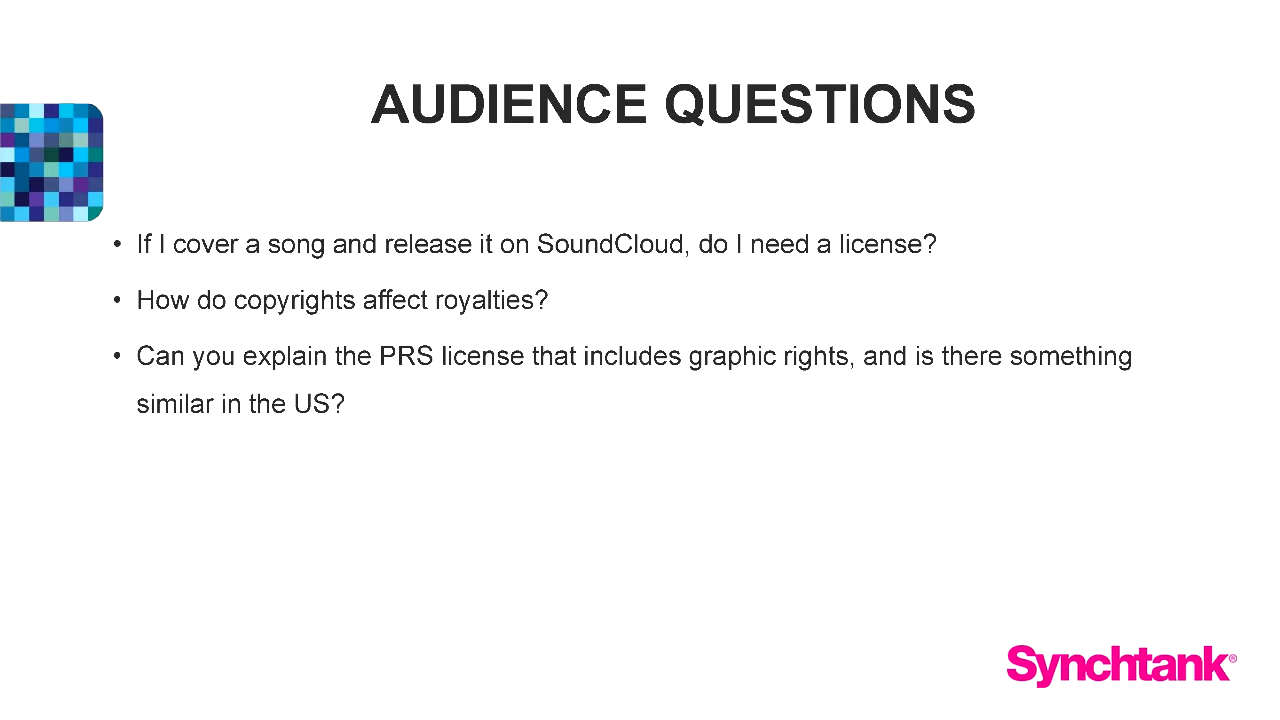 AUDIENCE QUESTIONS
• If I cover a song and release it on SoundCloud, do I need a license?
• How do copyrights affect royalties?
• Can you explain the PRS license that includes graphic rights, and is there something
similar in the US?
Synchtank®